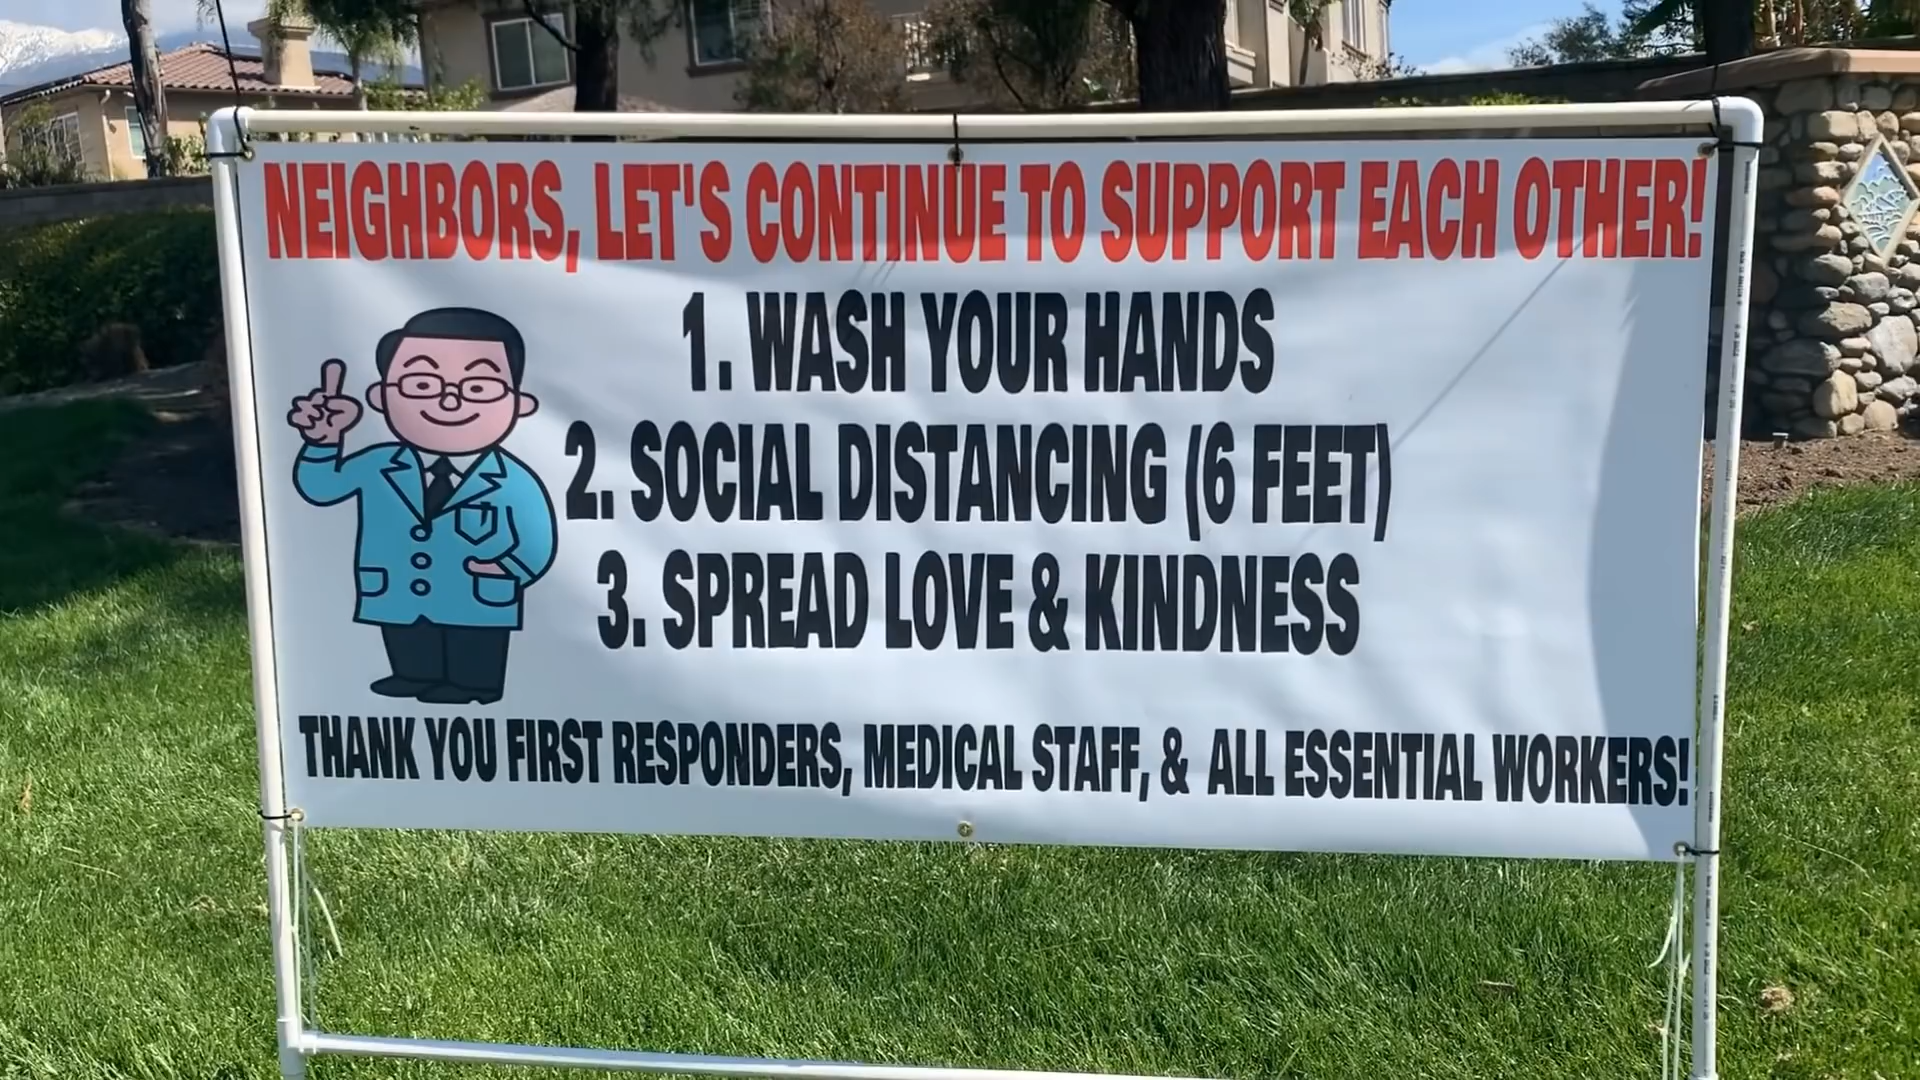 NEIGHBORS, LET'S CONTINUE TO SUPPORT EACH OTHER!
1. WASH YOUR HANDS
2. SOCIAL DISTANCING (6 FEET)
3. SPREAD LOVE & KINDNESS
THANK YOU FIRST RESPONDERS, MEDICAL STAFF, & ALL ESSENTIAL WORKERS!